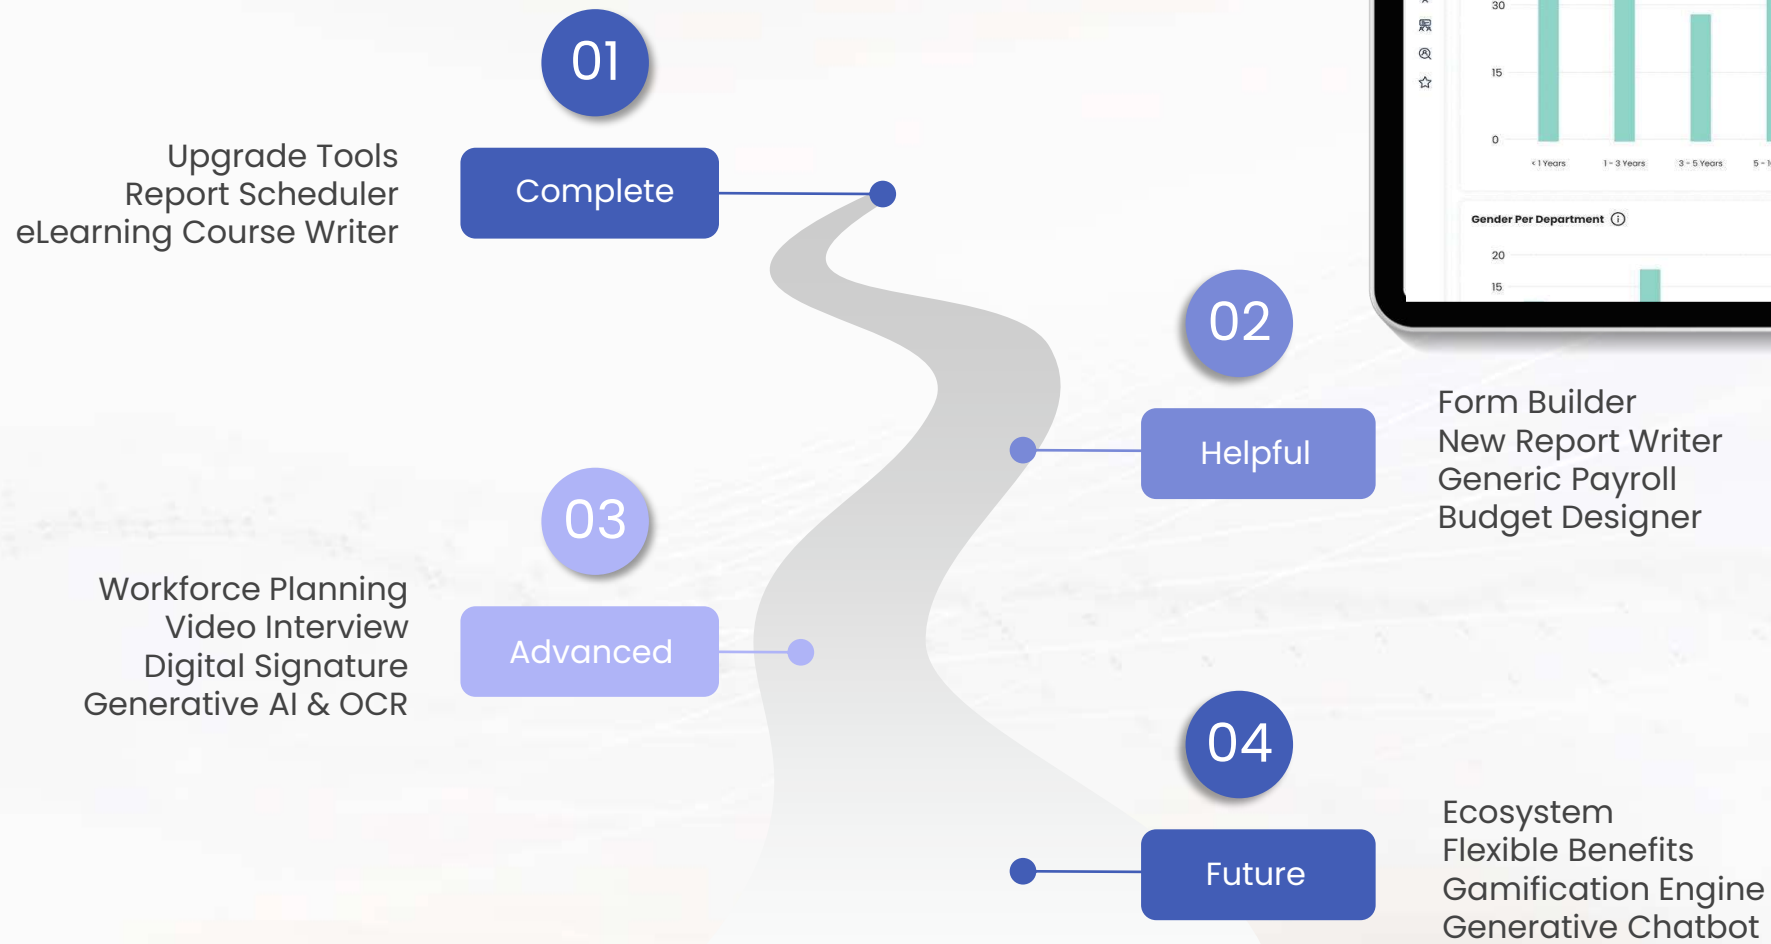 01
Upgrade Tools
Report Scheduler
eLearning Course Writer
Complete
30
15
0
< 1 Years
1 - 3 Years
3 - 5 Years
Gender Per Department
20
15
02
Helpful
Form Builder
New Report Writer
Generic Payroll
Budget Designer
03
Workforce Planning
Video Interview
Digital Signature
Generative AI & OCR
Advanced
04
Future
Ecosystem
Flexible Benefits
Gamification Engine
Generative Chatbot